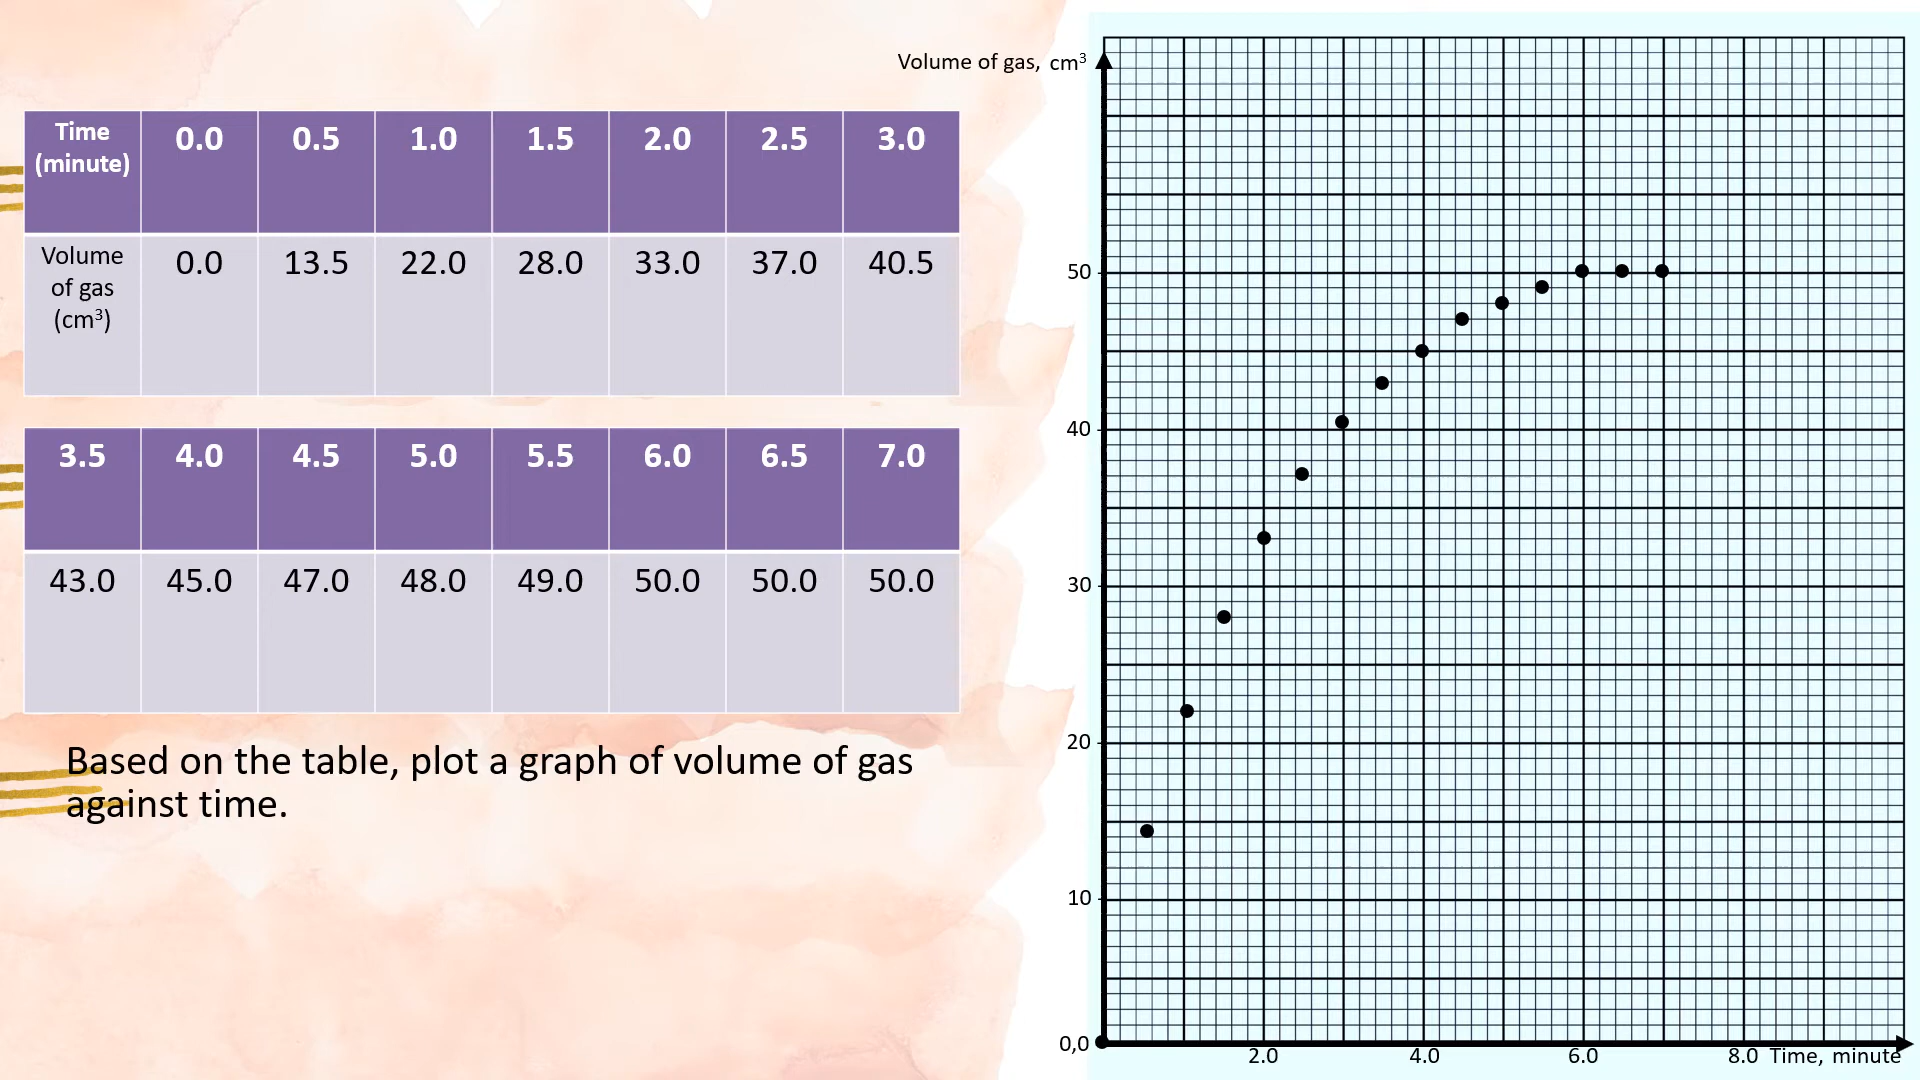 Volume of gas, cm³
Time (minute) 0.0 0.5 1.0 1.5 2.0 2.5 3.0
Volume of gas (cm³) 0.0 13.5 22.0 28.0 33.0 37.0 40.5
3.5 4.0 4.5 5.0 5.5 6.0 6.5 7.0
43.0 45.0 47.0 48.0 49.0 50.0 50.0 50.0
Based on the table, plot a graph of volume of gas
against time.
50
40
30
20
10
0,0
2.0 4.0 6.0 8.0 Time, minute